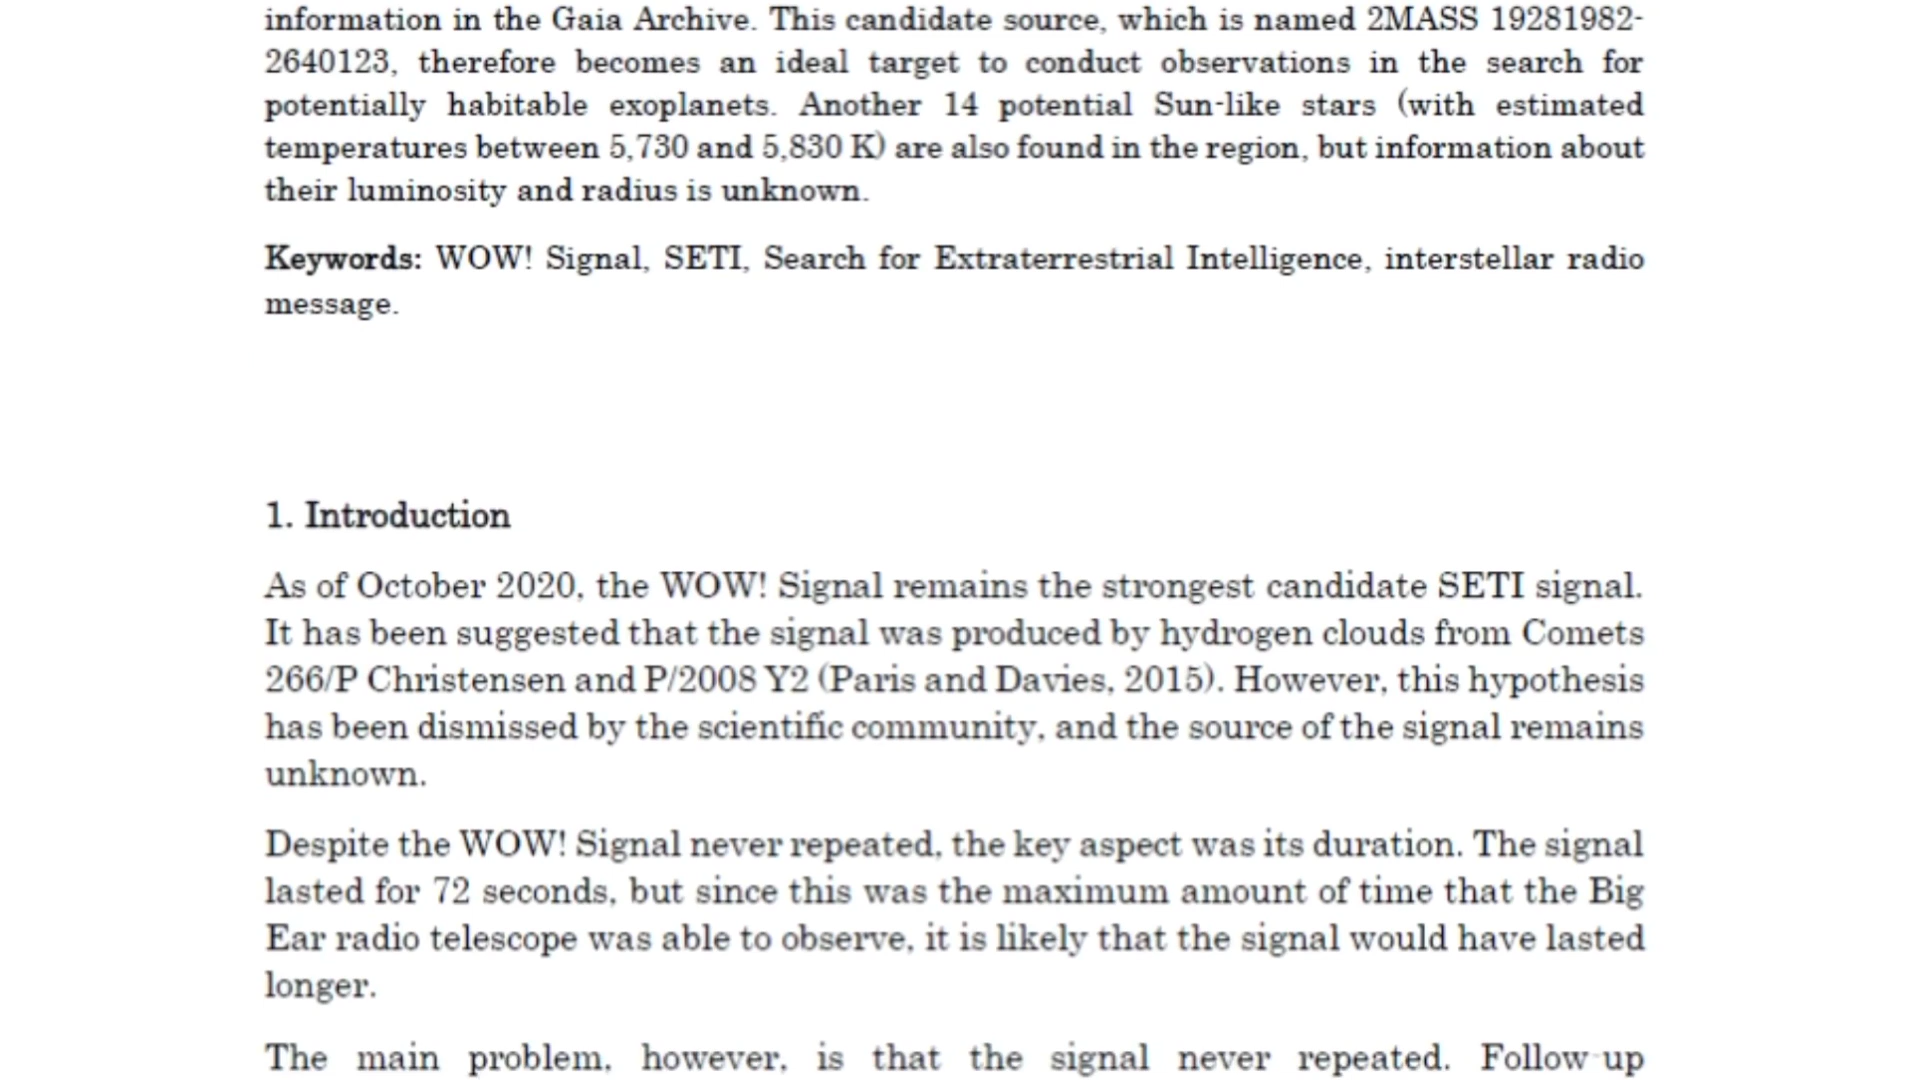 information in the Gaia Archive. This candidate source, which is named 2MASS 19281982-
2640123, therefore becomes an ideal target to conduct observations in the search for
potentially habitable exoplanets. Another 14 potential Sun-like stars (with estimated
temperatures between 5,730 and 5,830 K) are also found in the region, but information about
their luminosity and radius is unknown.
Keywords: WOW! Signal, SETI, Search for Extraterrestrial Intelligence, interstellar radio
message.
1. Introduction
As of October 2020, the WOW! Signal remains the strongest candidate SETI signal.
It has been suggested that the signal was produced by hydrogen clouds from Comets
266/P Christensen and P/2008 Y2 (Paris and Davies, 2015). However, this hypothesis
has been dismissed by the scientific community, and the source of the signal remains
unknown.
Despite the WOW! Signal never repeated, the key aspect was its duration. The signal
lasted for 72 seconds, but since this was the maximum amount of time that the Big
Ear radio telescope was able to observe, it is likely that the signal would have lasted
longer.
The main problem, however, is that the signal never repeated. Follow-up